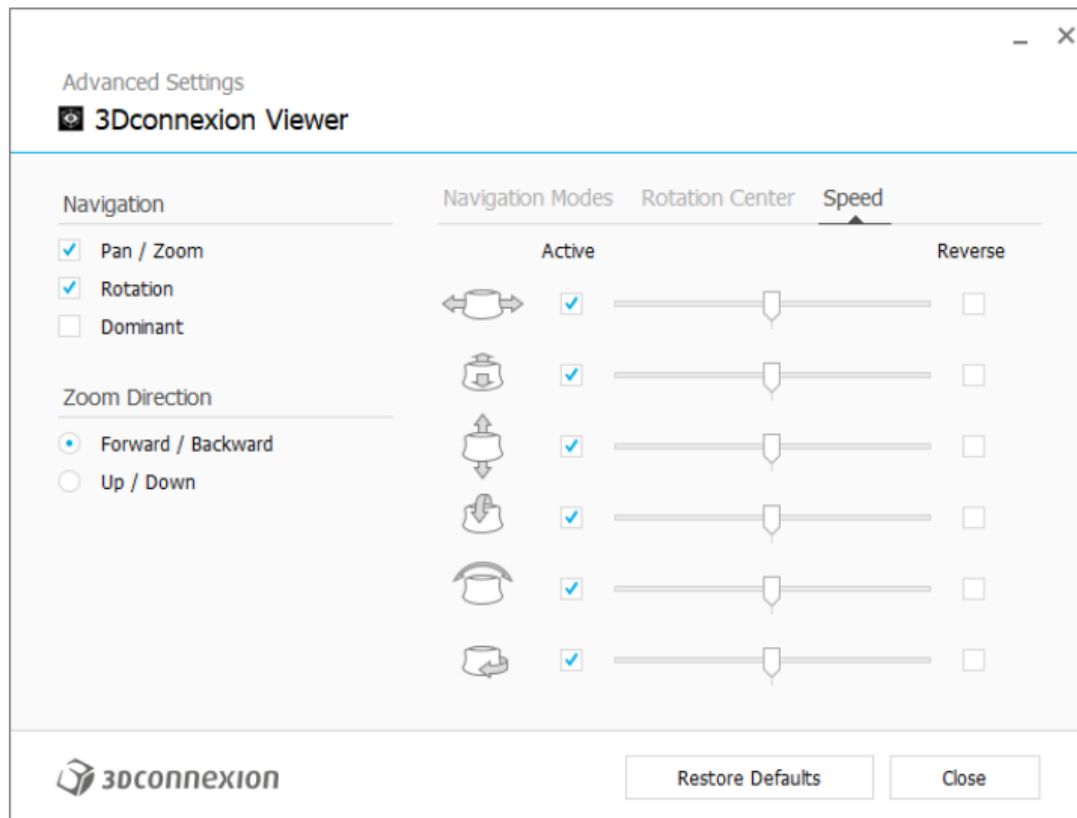 Advanced Settings
3Dconnexion Viewer
Navigation
Pan / Zoom
Rotation
Dominant
Zoom Direction
Forward / Backward
Up / Down
Navigation Modes Rotation Center Speed
Active Reverse
3Dconnexion
Restore Defaults Close